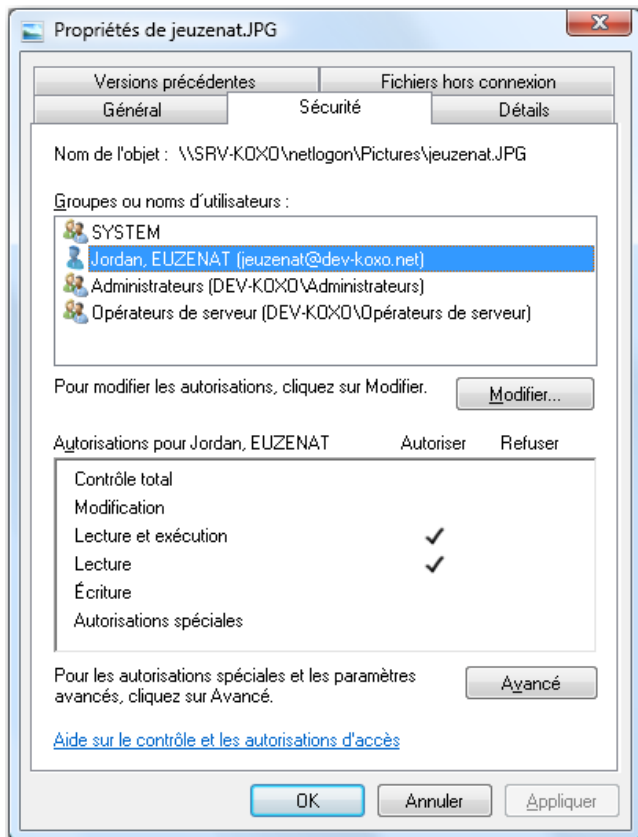 Propriétés de jeuzenat.JPG
Versions précédentes
Fichiers hors connexion
Général
Sécurité
Détails
Nom de l'objet : \\SRV-KOXO\netlogon\Pictures\jeuzenat.JPG
Groupes ou noms d'utilisateurs :
SYSTEM
Jordan, EUZENAT (jeuzenat@dev-koxo.net)
Administrateurs (DEV-KOXO\Administrateurs)
Opérateurs de serveur (DEV-KOXO\Opérateurs de serveur)
Pour modifier les autorisations, cliquez sur Modifier.
Modifier...
Autorisations pour Jordan, EUZENAT
Autoriser
Refuser
Contrôle total
Modification
Lecture et exécution
Lecture
Écriture
Autorisations spéciales
Pour les autorisations spéciales et les paramètres
avancés, cliquez sur Avancé.
Avancé
Aide sur le contrôle et les autorisations d'accès
OK
Annuler
Appliquer